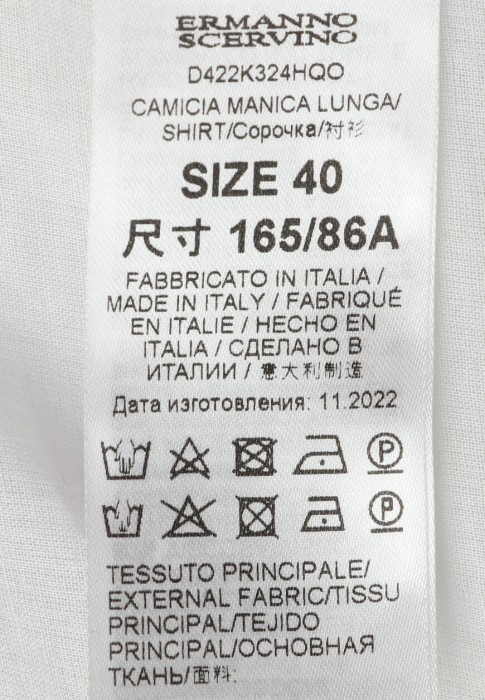 ERMANNO
SCERVINO
D422K324HQO
CAMICIA MANICA LUNGA/
SHIRT/Сорочка/衬衫
SIZE 40
尺寸 165/86A
FABBRICATO IN ITALIA /
MADE IN ITALY / FABRIQUÉ
EN ITALIE / HECHO EN
ITALIA / СДЕЛАНО В
ИТАЛИИ / 意大利制造
Дата изготовления: 11.2022
P
P
TESSUTO PRINCIPALE/
EXTERNAL FABRIC/TISSU
PRINCIPAL/TEJIDO
PRINCIPAL/ОСНОВНАЯ
ТКАНЬ/面料: